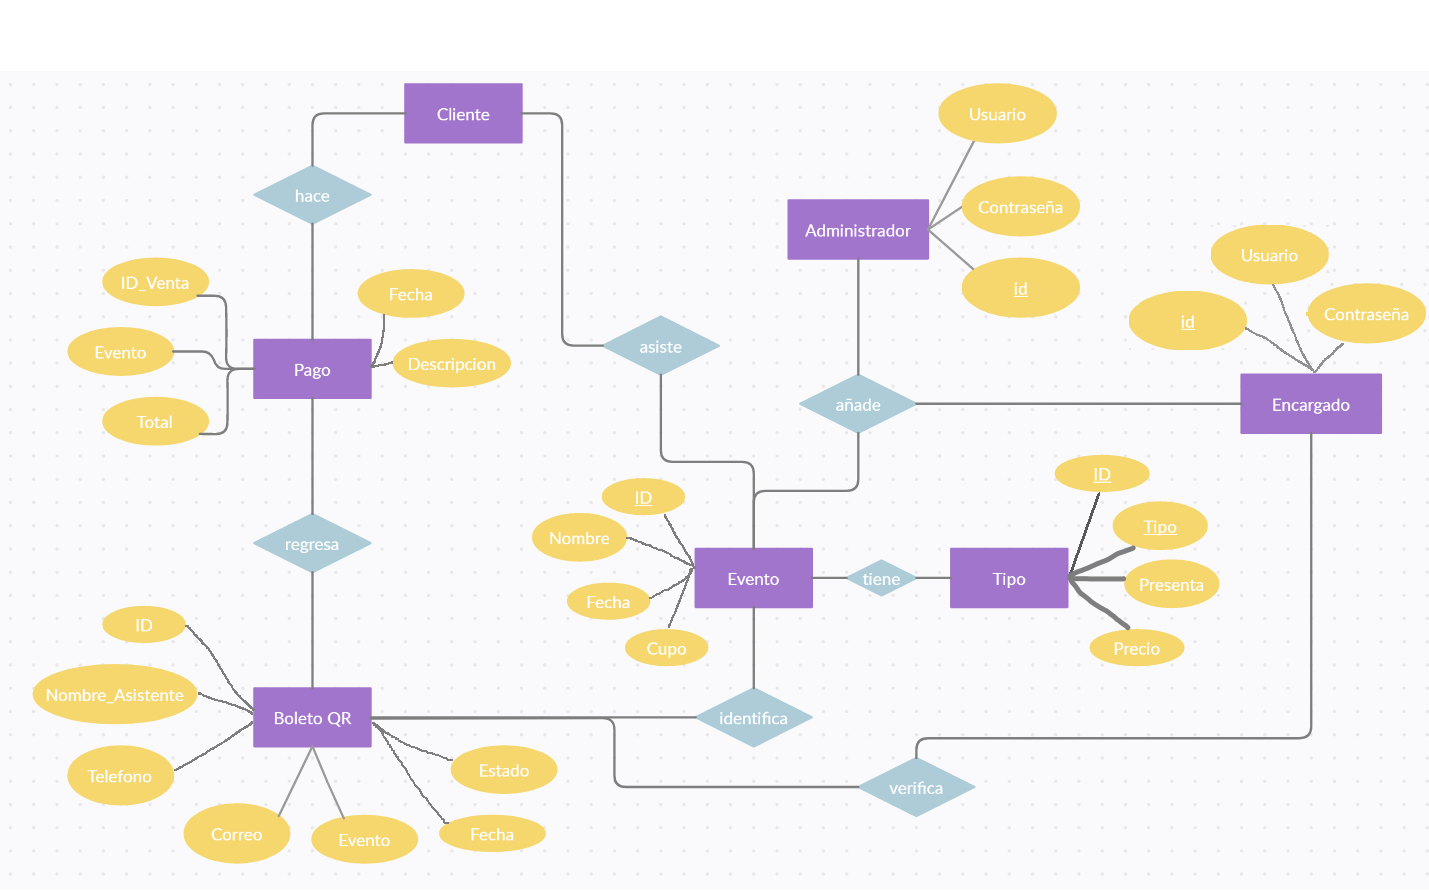 Cliente
Usuario
hace
Contraseña
Administrador
Usuario
ID_Venta
id
Fecha
Contraseña
id
asiste
Evento
Descripcion
Pago
añade
Encargado
Total
ID
ID
Tipo
Nombre
regresa
Evento
tiene
Tipo
Presenta
Fecha
ID
Cupo
Precio
Nombre_Asistente
Boleto QR
identifica
Estado
Telefono
verifica
Correo
Evento
Fecha